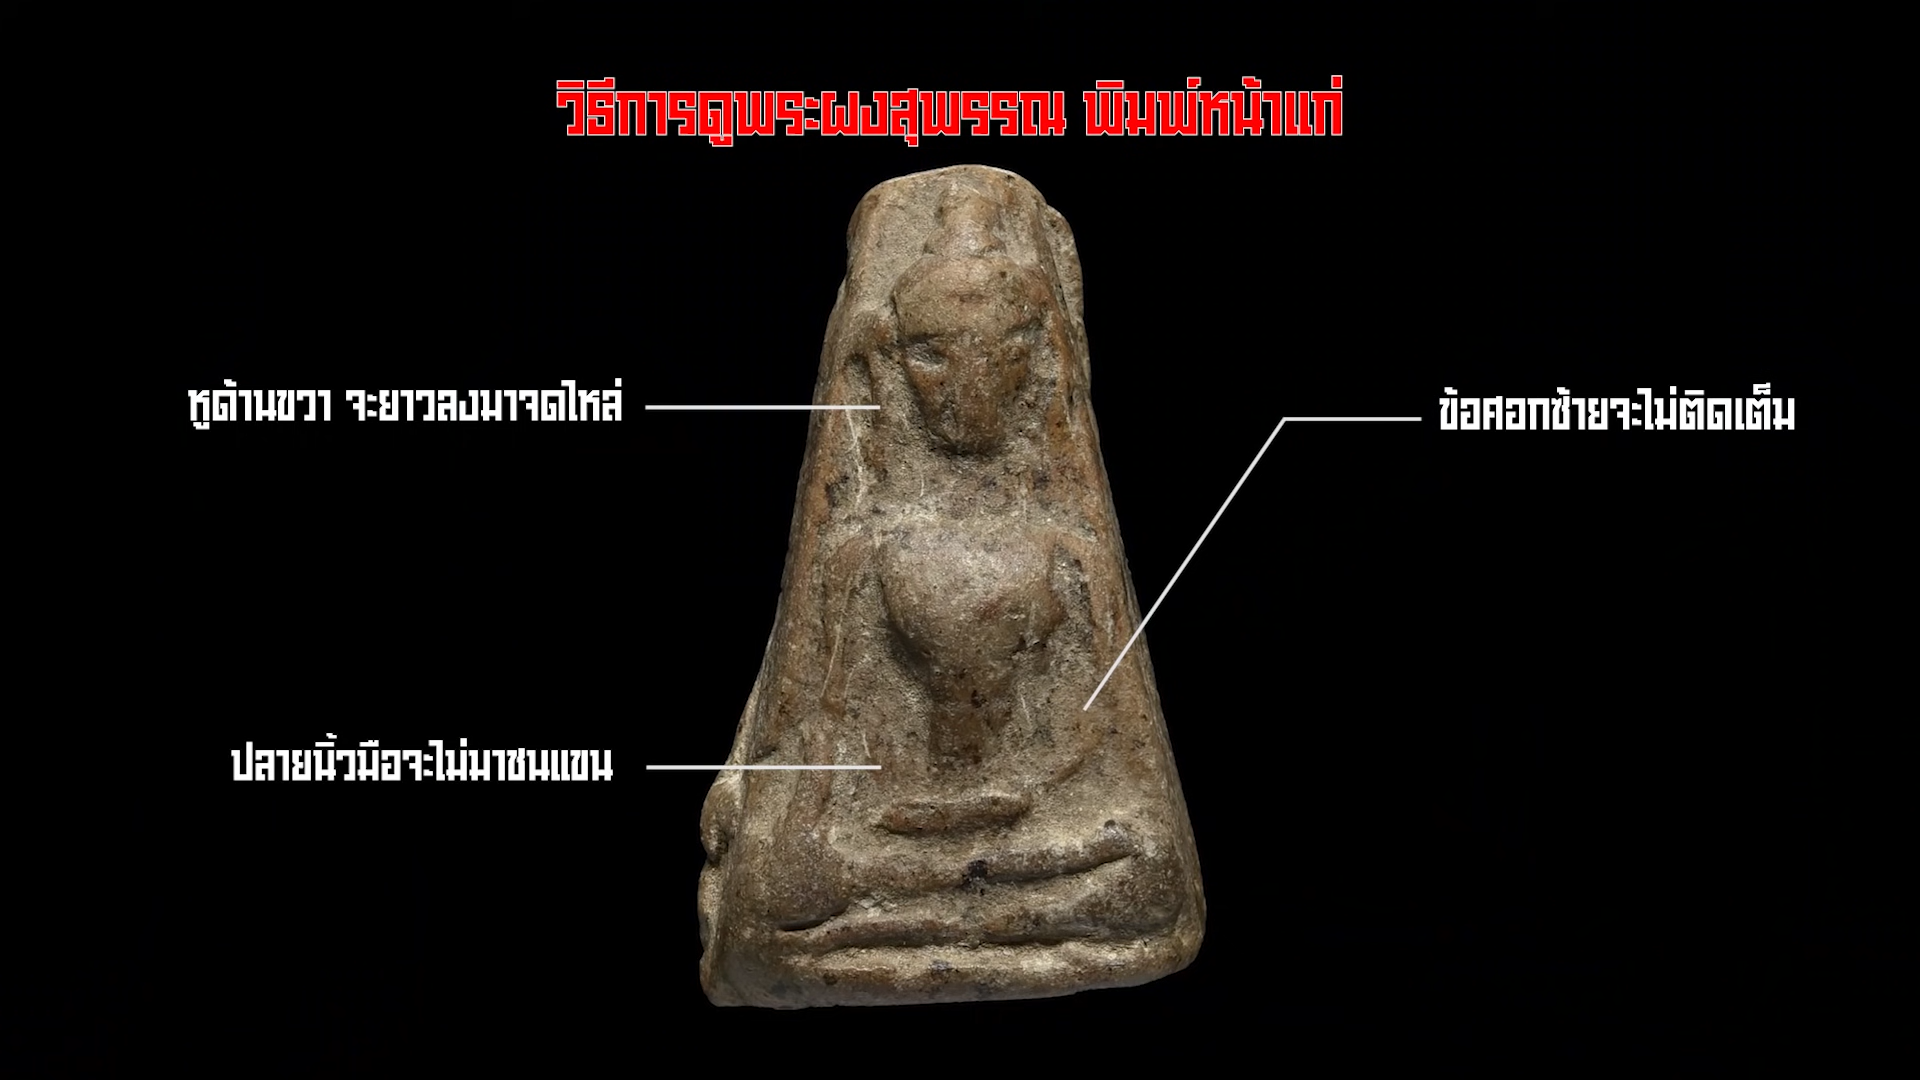 วิธีการดูพระผงสุพรรณ พิมพ์หน้าแก่
หูด้านขวา จะยาวลงมาจดไหล่
ข้อศอกซ้ายจะไม่ติดเต็ม
ปลายนิ้วมือจะไม่มาชนแขน